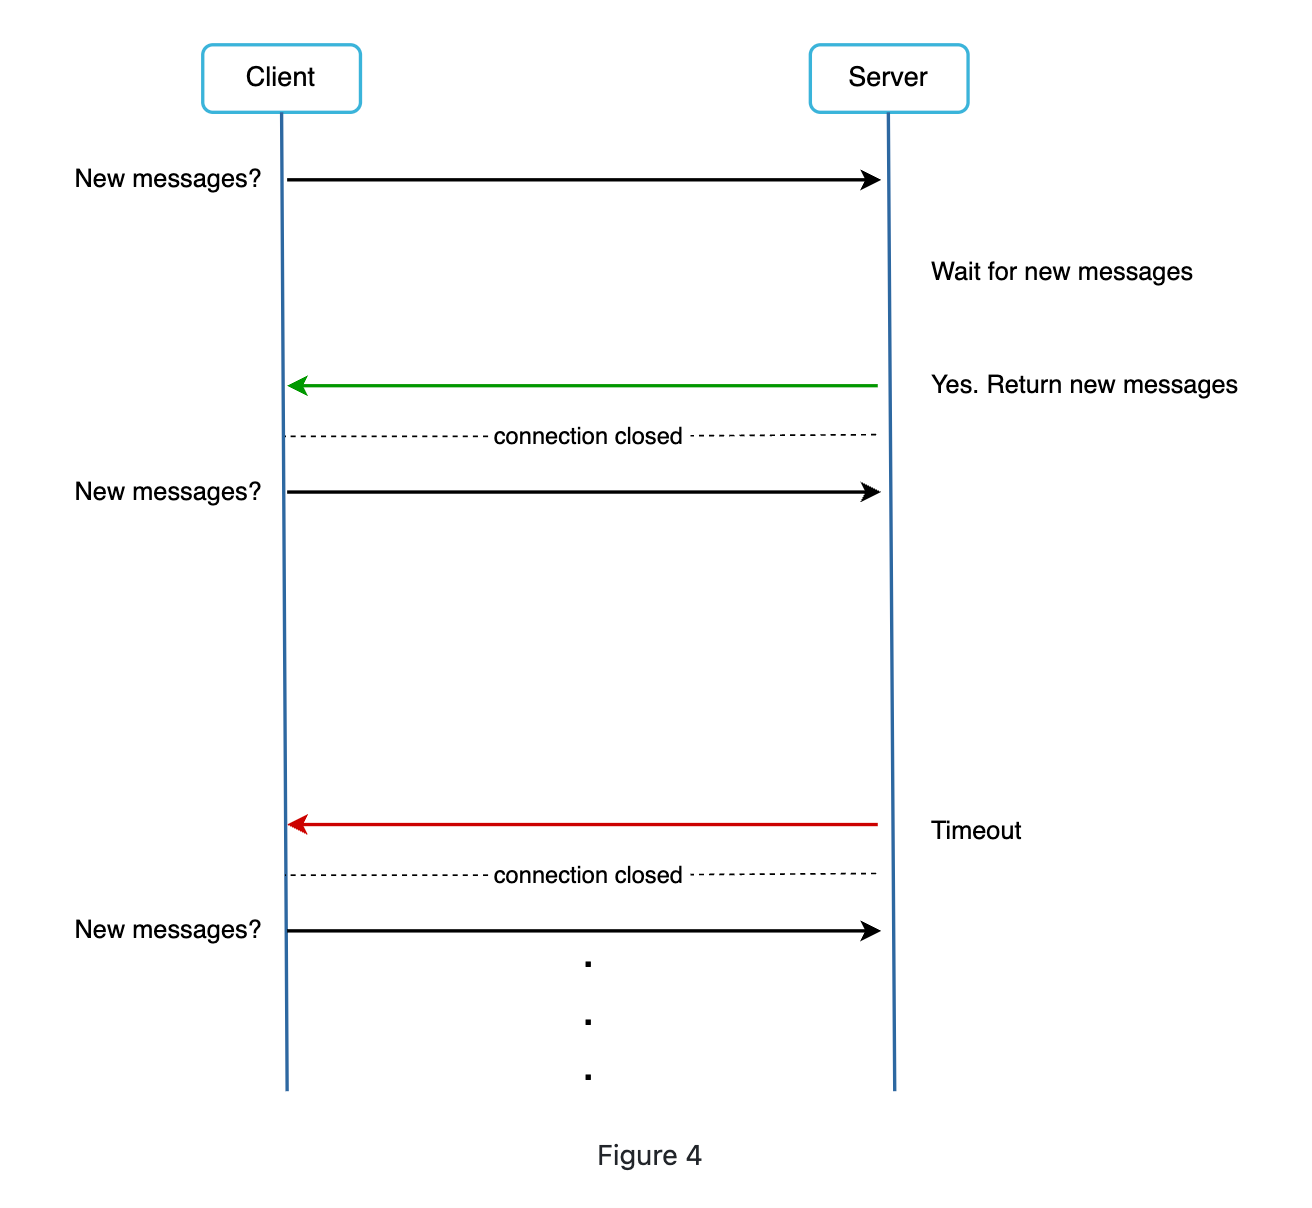 Client
Server
New messages?
Wait for new messages
Yes. Return new messages
connection closed
New messages?
Timeout
connection closed
New messages?
.
.
.
Figure 4